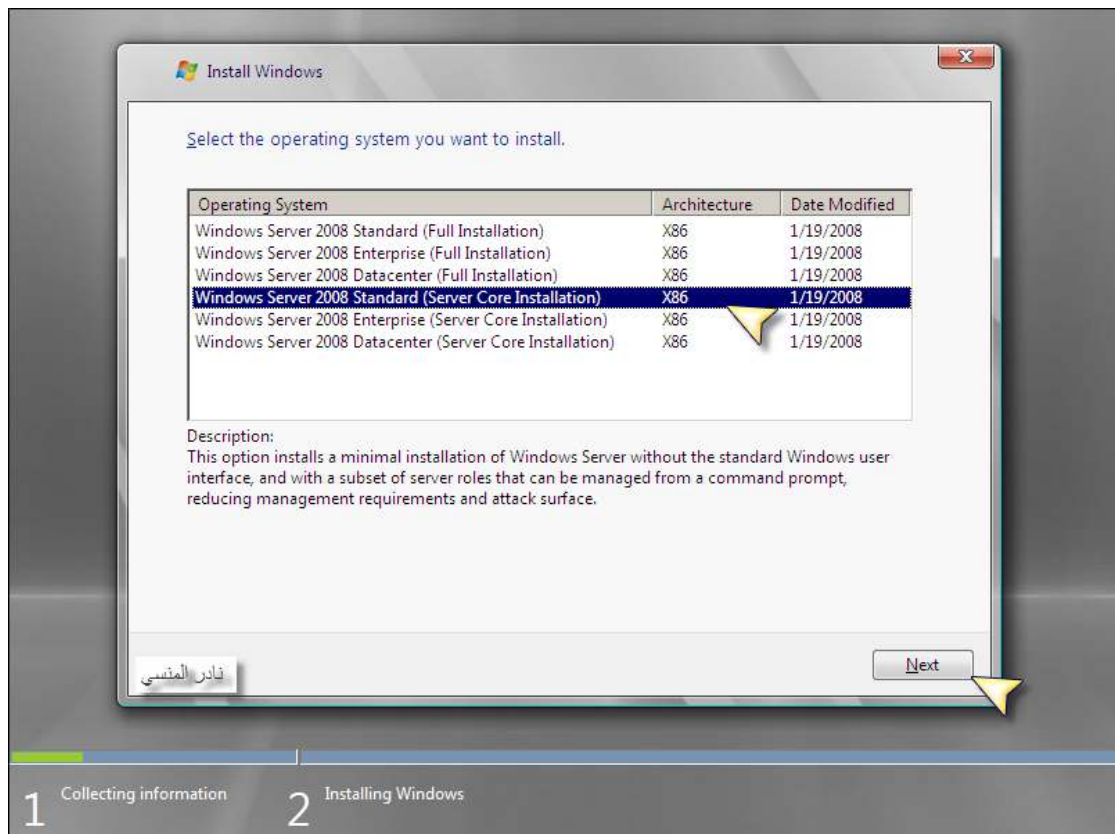 Install Windows
X
Select the operating system you want to install.
Operating System Architecture Date Modified
Windows Server 2008 Standard (Full Installation) X86 1/19/2008
Windows Server 2008 Enterprise (Full Installation) X86 1/19/2008
Windows Server 2008 Datacenter (Full Installation) X86 1/19/2008
Windows Server 2008 Standard (Server Core Installation) X86 1/19/2008
Windows Server 2008 Enterprise (Server Core Installation) X86 1/19/2008
Windows Server 2008 Datacenter (Server Core Installation) X86 1/19/2008
Description:
This option installs a minimal installation of Windows Server without the standard Windows user
interface, and with a subset of server roles that can be managed from a command prompt,
reducing management requirements and attack surface.
Next
نادر المنسي
1 Collecting information 2 Installing Windows